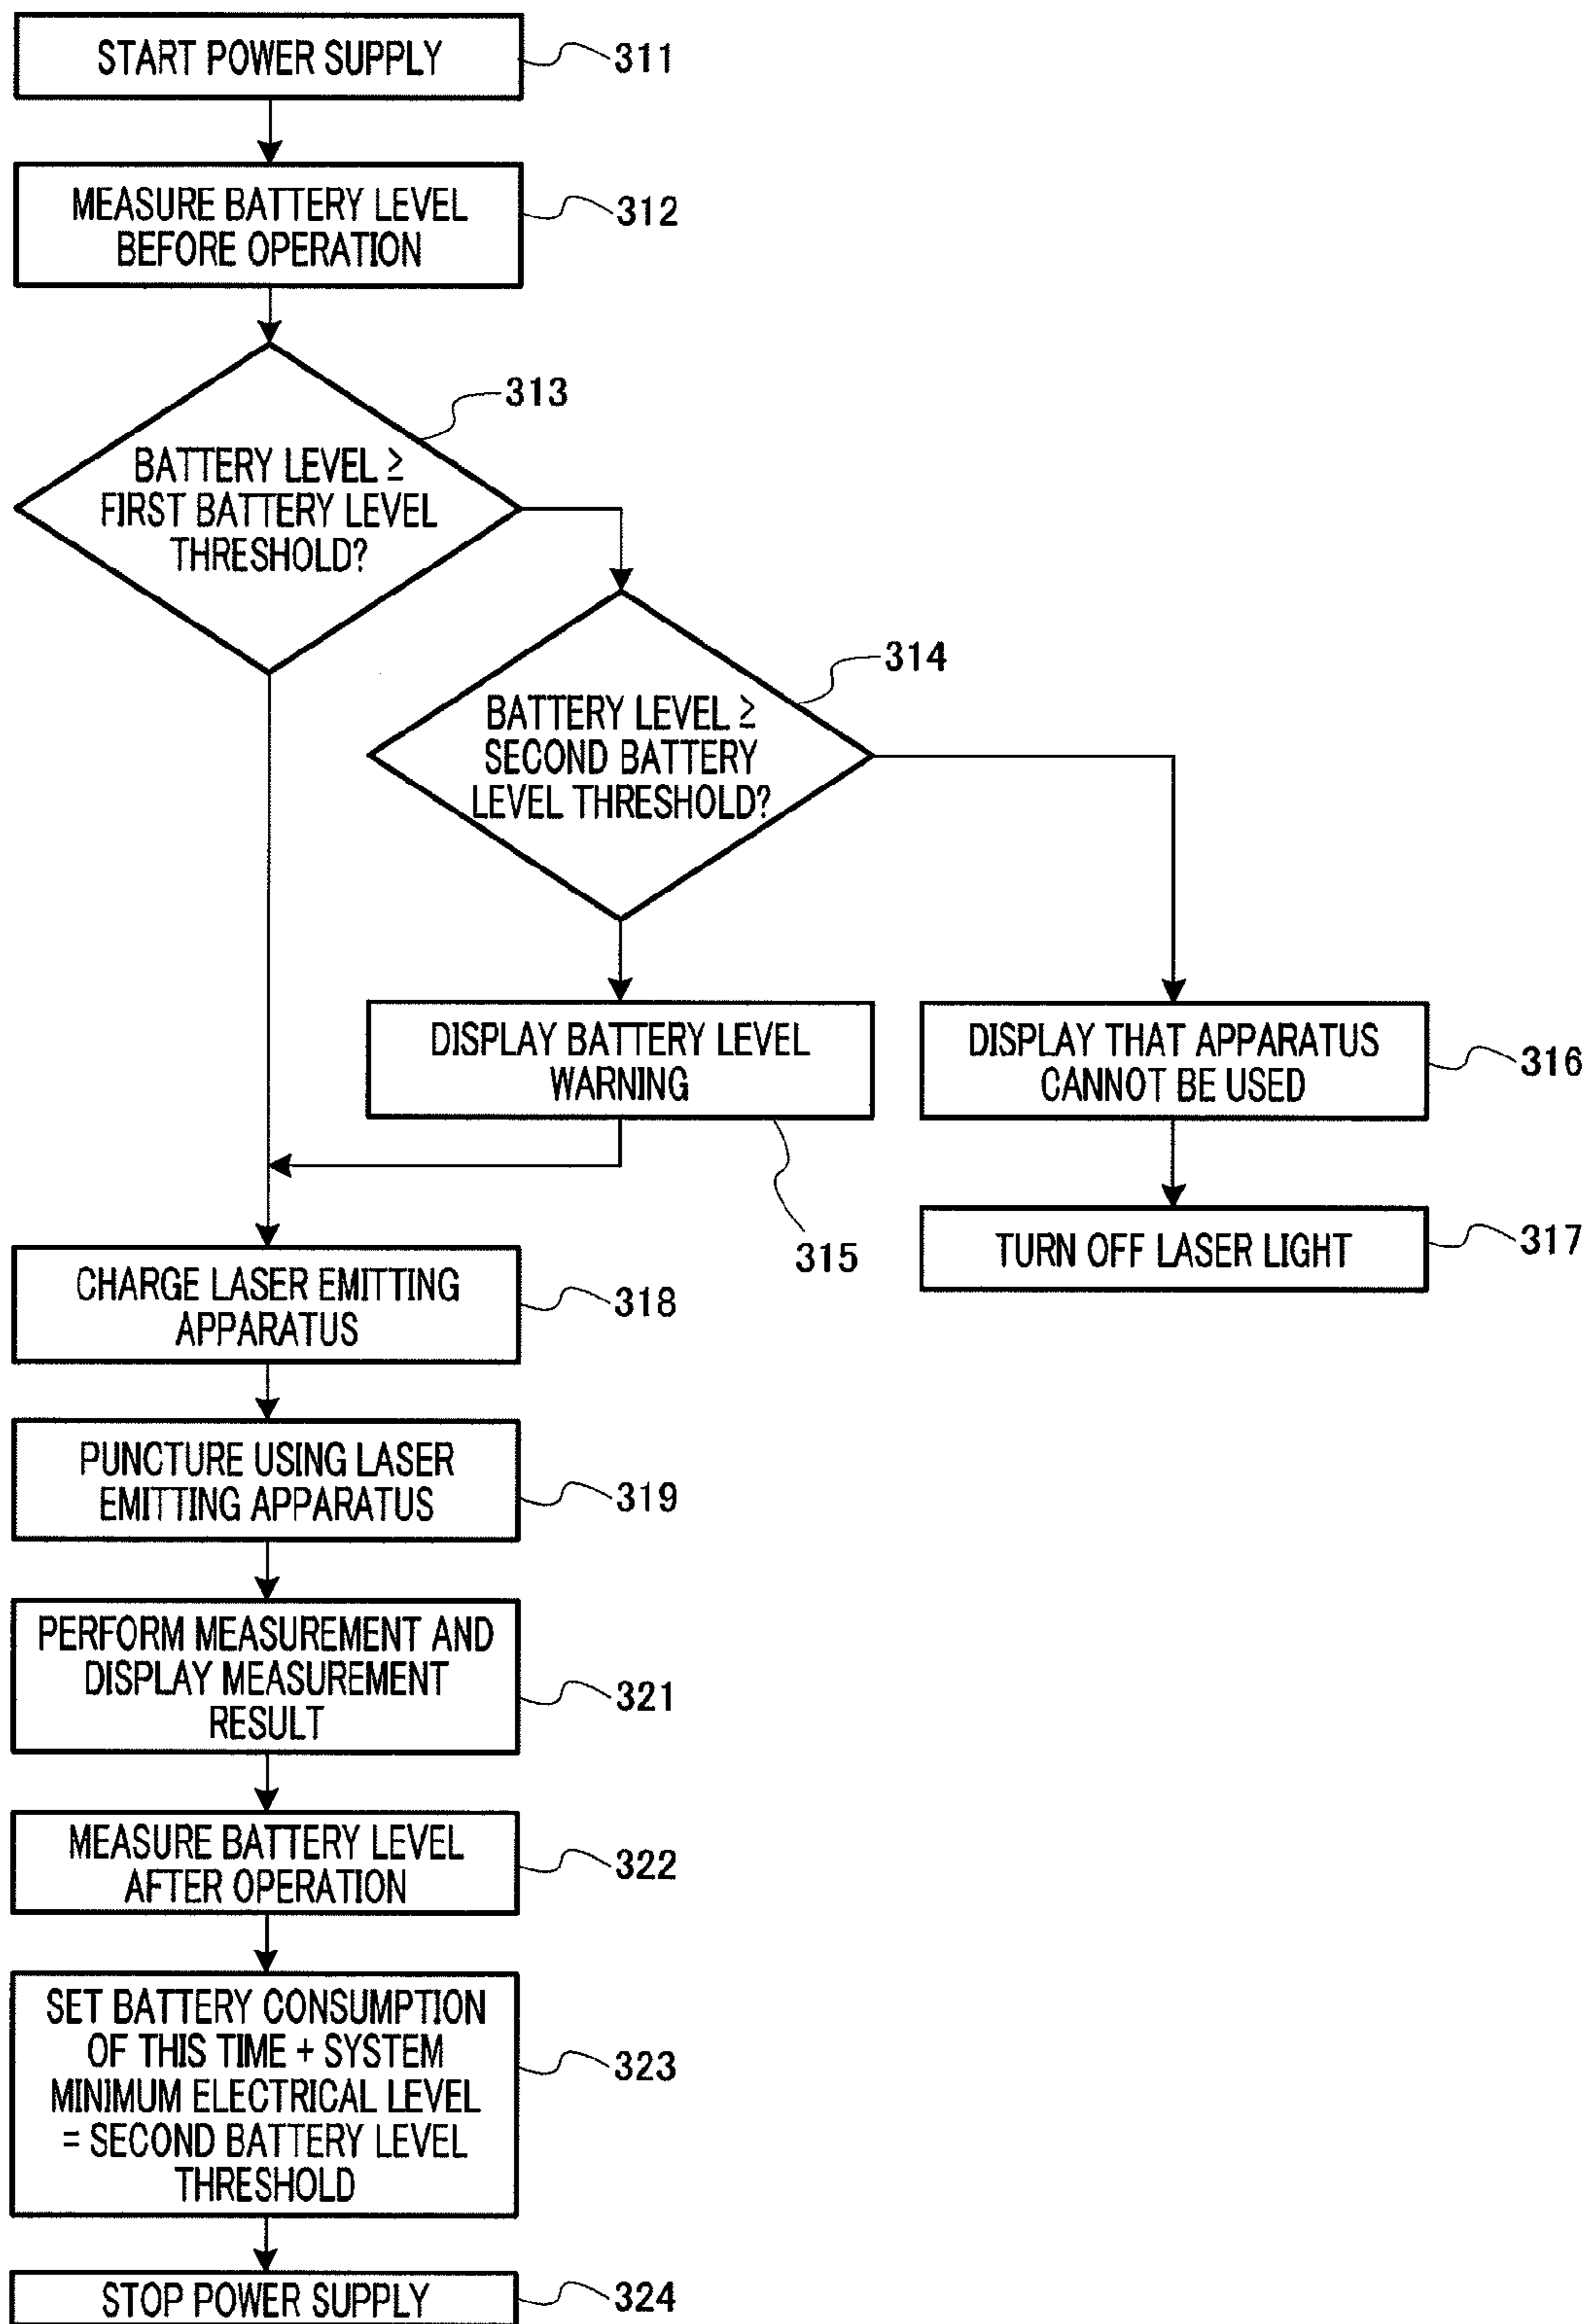 START POWER SUPPLY
311
MEASURE BATTERY LEVEL
BEFORE OPERATION
312
313
BATTERY LEVEL ≥
FIRST BATTERY LEVEL
THRESHOLD?
314
BATTERY LEVEL ≥
SECOND BATTERY
LEVEL THRESHOLD?
DISPLAY BATTERY LEVEL
WARNING
315
DISPLAY THAT APPARATUS
CANNOT BE USED
316
TURN OFF LASER LIGHT
317
CHARGE LASER EMITTING
APPARATUS
318
PUNCTURE USING LASER
EMITTING APPARATUS
319
PERFORM MEASUREMENT AND
DISPLAY MEASUREMENT
RESULT
321
MEASURE BATTERY LEVEL
AFTER OPERATION
322
SET BATTERY CONSUMPTION
OF THIS TIME + SYSTEM
MINIMUM ELECTRICAL LEVEL
= SECOND BATTERY LEVEL
THRESHOLD
323
STOP POWER SUPPLY
324